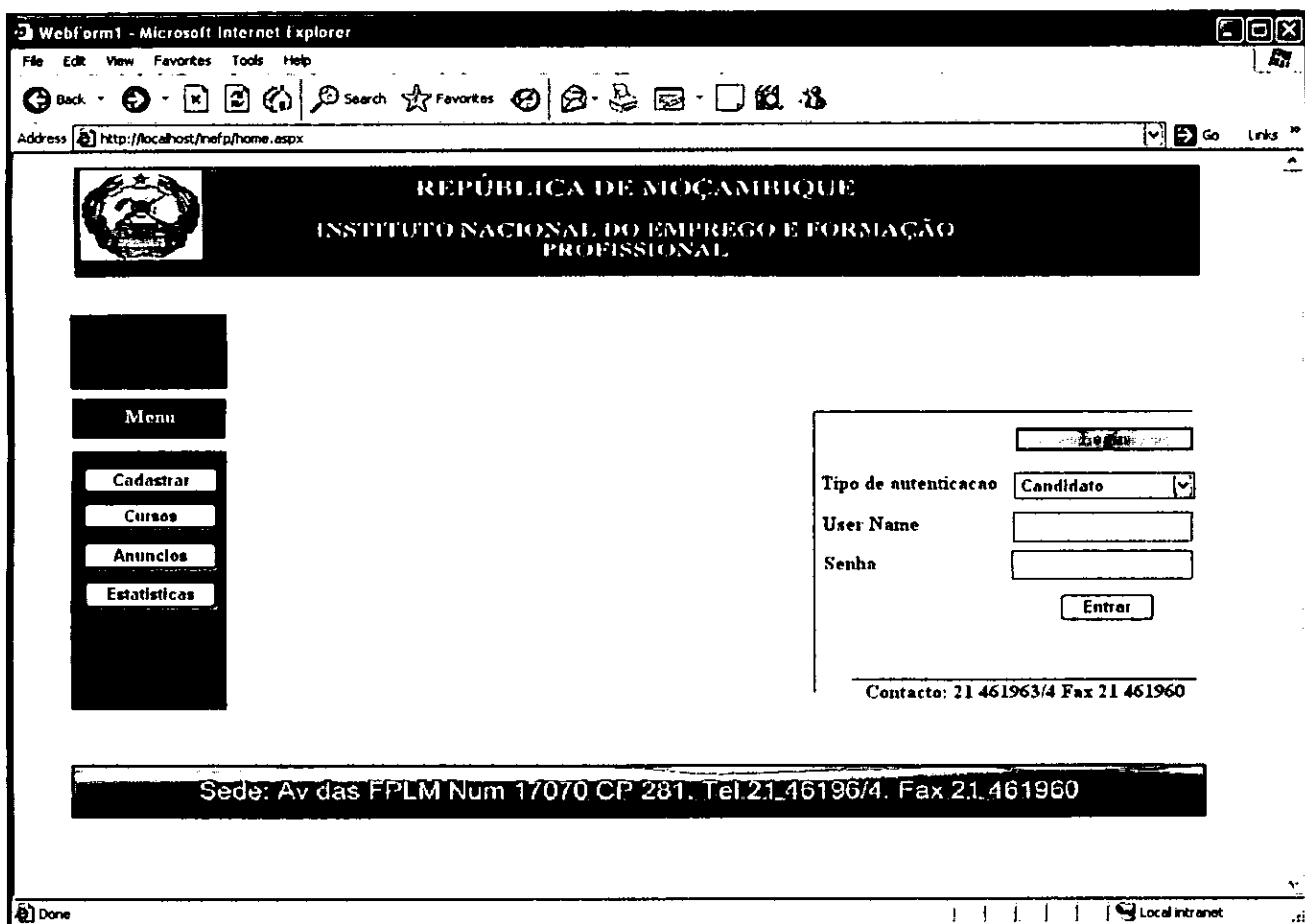 WebForm1 - Microsoft Internet Explorer
File Edit View Favorites Tools Help
Back Search Favorites
Address http://localhost/inefp/home.aspx Go Links »
REPÚBLICA DE MOÇAMBIQUE
INSTITUTO NACIONAL DO EMPREGO E FORMAÇÃO
PROFISSIONAL
Menu
Cadastrar
Cursos
Anuncios
Estatisticas
Tipo de autenticacao Candidato
User Name
Senha
Entrar
Contacto: 21 461963/4 Fax 21 461960
Sede: Av das FPLM Num 17070 CP 281. Tel.21 46196/4. Fax 21 461960
Done Local intranet